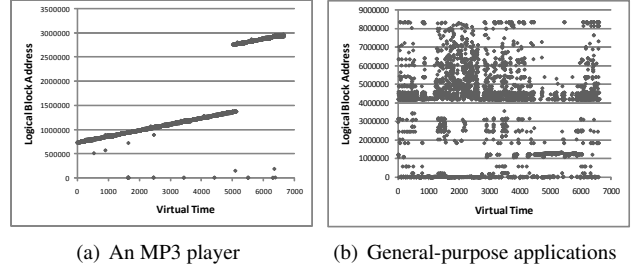 3500000
3000000
2500000
2000000
1500000
1000000
500000
0
Logical Block Address
0 1000 2000 3000 4000 5000 6000 7000
Virtual Time
9000000
8000000
7000000
6000000
5000000
4000000
3000000
2000000
1000000
0
Logical Block Address
0 1000 2000 3000 4000 5000 6000 7000
Virtual Time
(a) An MP3 player
(b) General-purpose applications